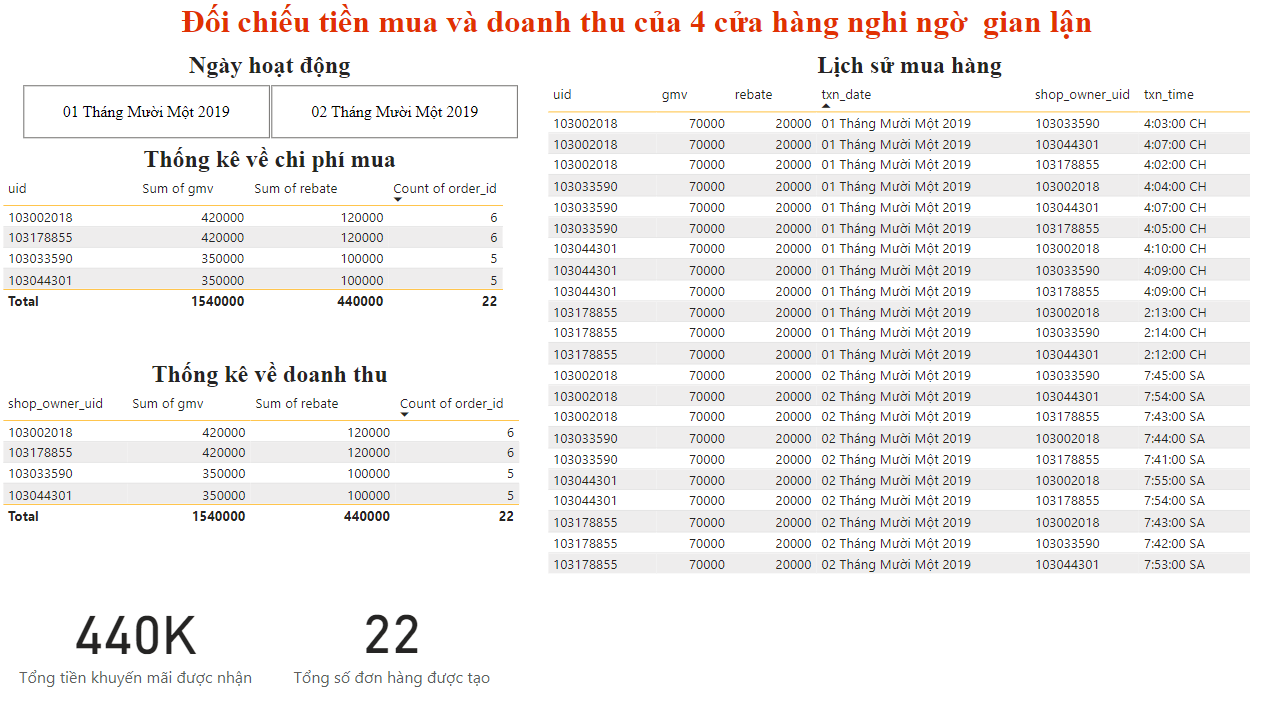 Đối chiếu tiền mua và doanh thu của 4 cửa hàng nghi ngờ gian lận
Ngày hoạt động
01 Tháng Mười Một 2019 02 Tháng Mười Một 2019
Thống kê về chi phí mua
uid Sum of gmv Sum of rebate Count of order_id
103002018 420000 120000 6
103178855 420000 120000 6
103033590 350000 100000 5
103044301 350000 100000 5
Total 1540000 440000 22
Thống kê về doanh thu
shop_owner_uid Sum of gmv Sum of rebate Count of order_id
103002018 420000 120000 6
103178855 420000 120000 6
103033590 350000 100000 5
103044301 350000 100000 5
Total 1540000 440000 22
440K
Tổng tiền khuyến mãi được nhận
22
Tổng số đơn hàng được tạo
Lịch sử mua hàng
uid gmv rebate txn_date shop_owner_uid txn_time
103002018 70000 20000 01 Tháng Mười Một 2019 103033590 4:03:00 CH
103002018 70000 20000 01 Tháng Mười Một 2019 103044301 4:07:00 CH
103002018 70000 20000 01 Tháng Mười Một 2019 103178855 4:02:00 CH
103033590 70000 20000 01 Tháng Mười Một 2019 103002018 4:04:00 CH
103033590 70000 20000 01 Tháng Mười Một 2019 103044301 4:07:00 CH
103033590 70000 20000 01 Tháng Mười Một 2019 103178855 4:05:00 CH
103044301 70000 20000 01 Tháng Mười Một 2019 103002018 4:10:00 CH
103044301 70000 20000 01 Tháng Mười Một 2019 103033590 4:09:00 CH
103044301 70000 20000 01 Tháng Mười Một 2019 103178855 4:09:00 CH
103178855 70000 20000 01 Tháng Mười Một 2019 103002018 2:13:00 CH
103178855 70000 20000 01 Tháng Mười Một 2019 103033590 2:14:00 CH
103178855 70000 20000 01 Tháng Mười Một 2019 103044301 2:12:00 CH
103002018 70000 20000 02 Tháng Mười Một 2019 103033590 7:45:00 SA
103002018 70000 20000 02 Tháng Mười Một 2019 103044301 7:54:00 SA
103002018 70000 20000 02 Tháng Mười Một 2019 103178855 7:43:00 SA
103033590 70000 20000 02 Tháng Mười Một 2019 103002018 7:44:00 SA
103033590 70000 20000 02 Tháng Mười Một 2019 103178855 7:41:00 SA
103044301 70000 20000 02 Tháng Mười Một 2019 103002018 7:55:00 SA
103044301 70000 20000 02 Tháng Mười Một 2019 103178855 7:54:00 SA
103178855 70000 20000 02 Tháng Mười Một 2019 103002018 7:43:00 SA
103178855 70000 20000 02 Tháng Mười Một 2019 103033590 7:42:00 SA
103178855 70000 20000 02 Tháng Mười Một 2019 103044301 7:53:00 SA